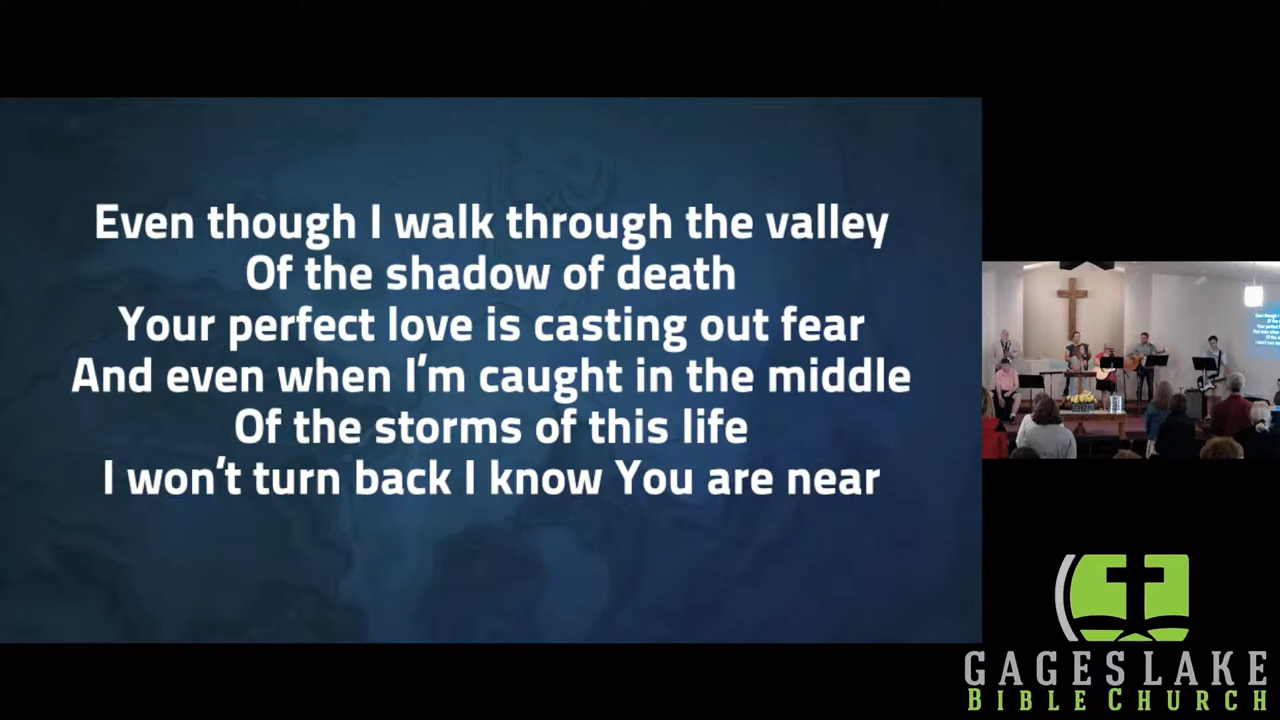 Even though I walk through the valley
Of the shadow of death
Your perfect love is casting out fear
And even when I'm caught in the middle
Of the storms of this life
I won't turn back I know You are near
GAGESLAKE
BIBLE CHURCH